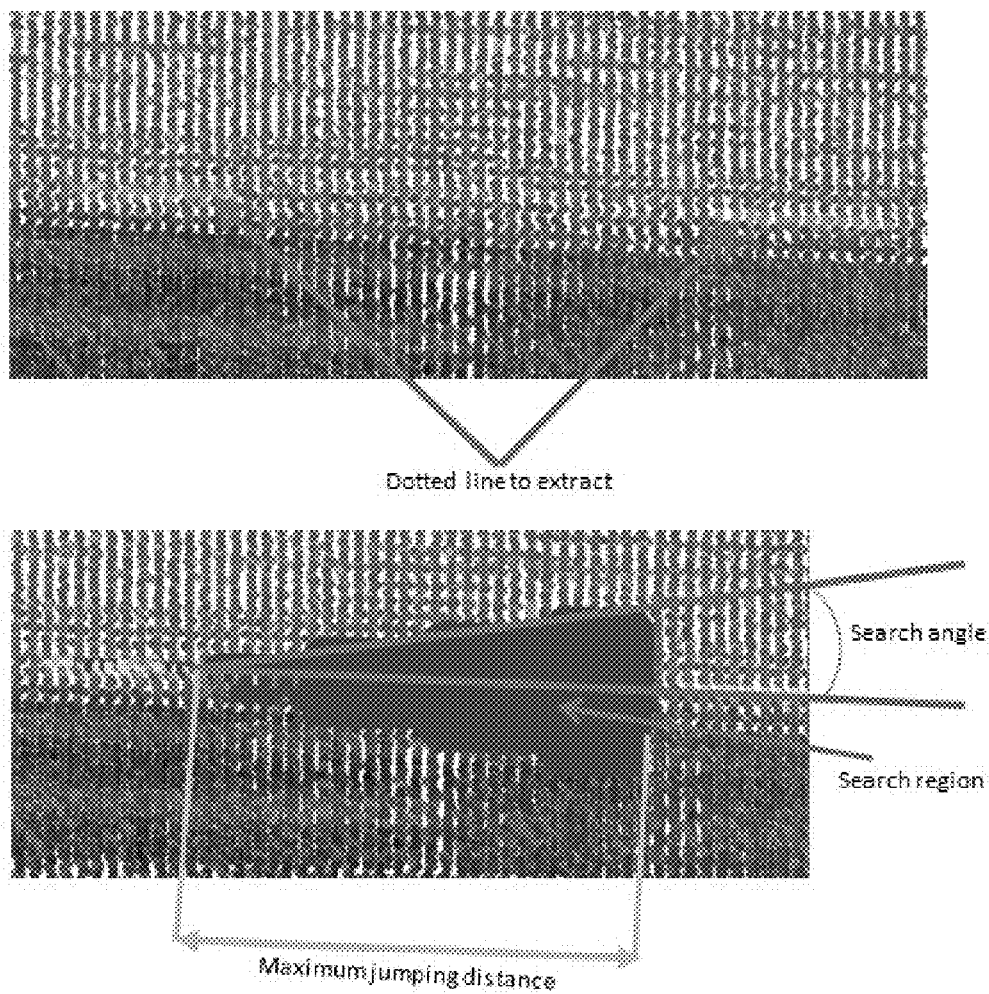 Dotted line to extract
Search angle
Search region
Maximum jumping distance